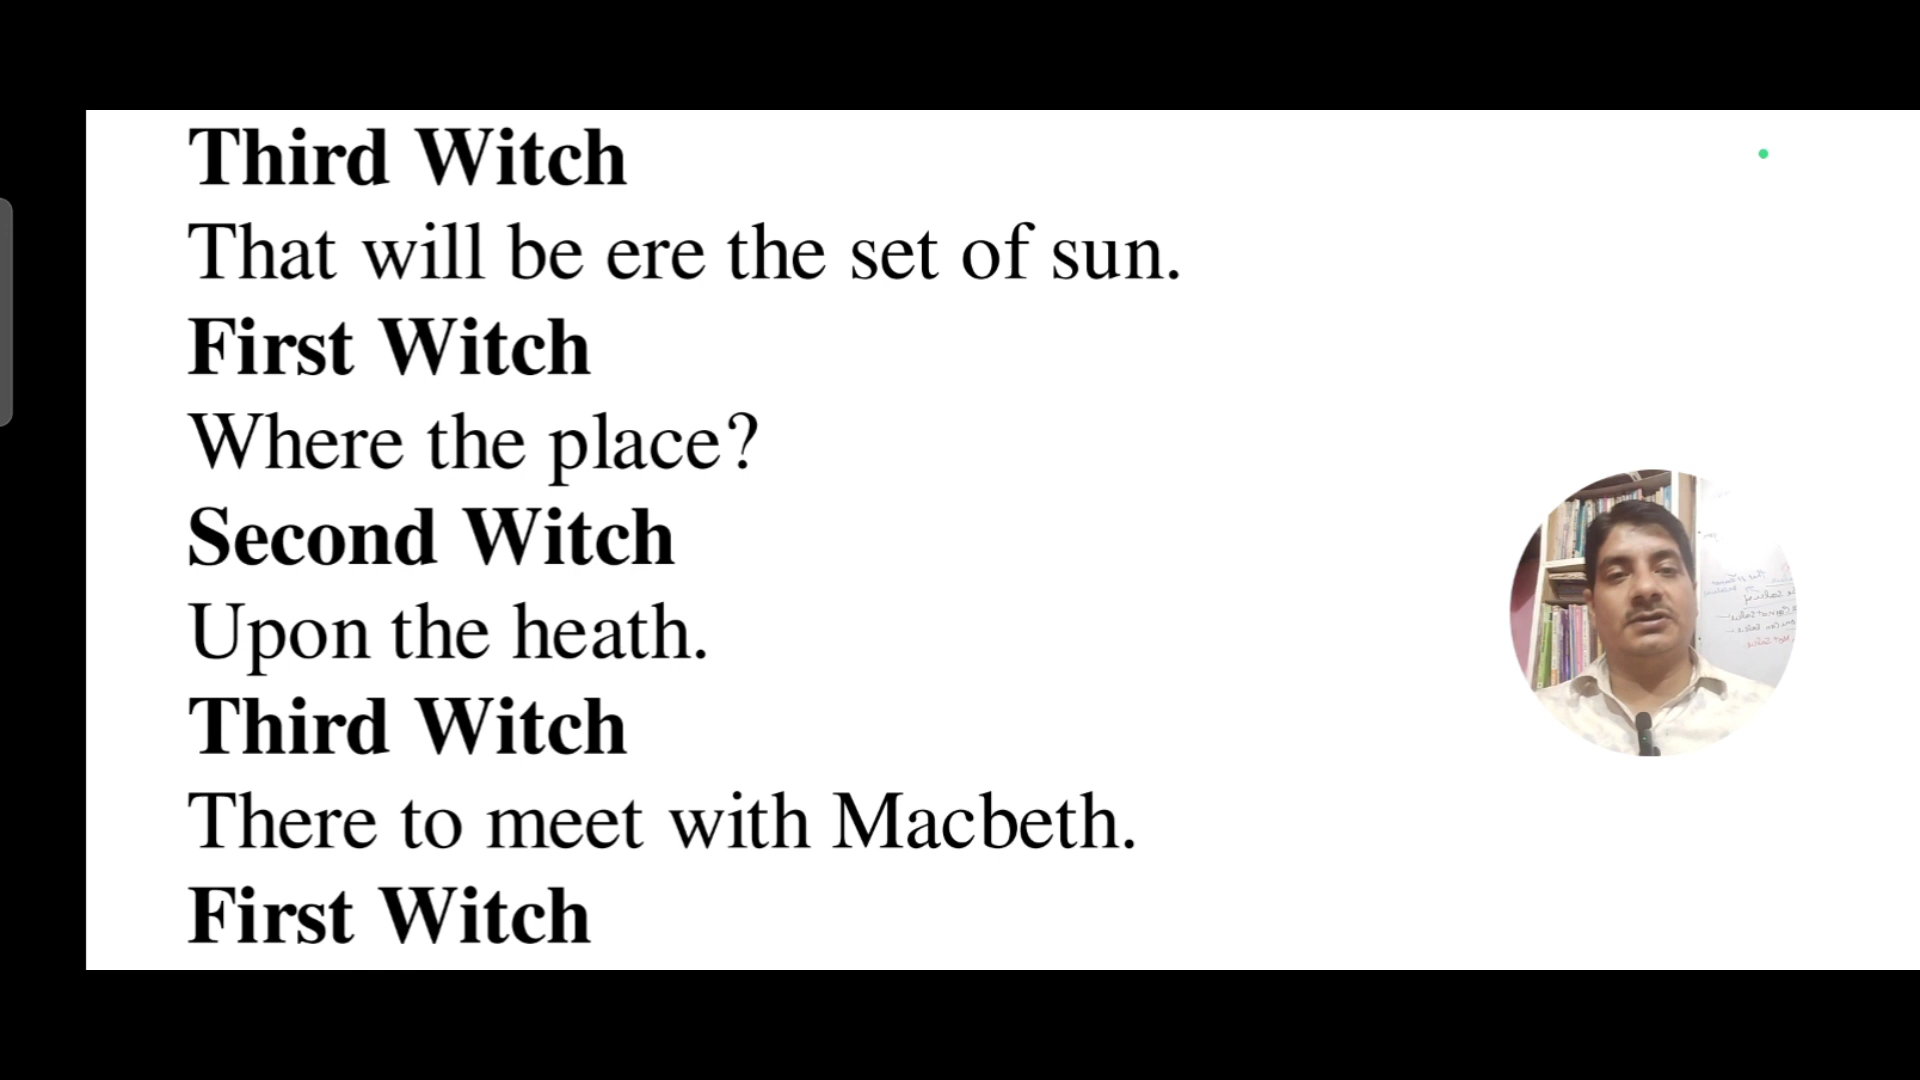 Third Witch
That will be ere the set of sun.
First Witch
Where the place?
Second Witch
Upon the heath.
Third Witch
There to meet with Macbeth.
First Witch